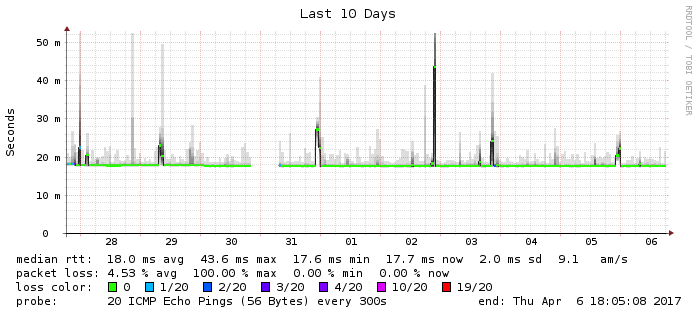 Last 10 Days
RRDTOOL / TOBI OETIKER
Seconds
50 m
40 m
30 m
20 m
10 m
0
28 29 30 31 01 02 03 04 05 06
median rtt: 18.0 ms avg 43.6 ms max 17.6 ms min 17.7 ms now 2.0 ms sd 9.1 am/s
packet loss: 4.53 % avg 100.00 % max 0.00 % min 0.00 % now
loss color: 0 1/20 2/20 3/20 4/20 10/20 19/20
probe: 20 ICMP Echo Pings (56 Bytes) every 300s end: Thu Apr 6 18:05:08 2017